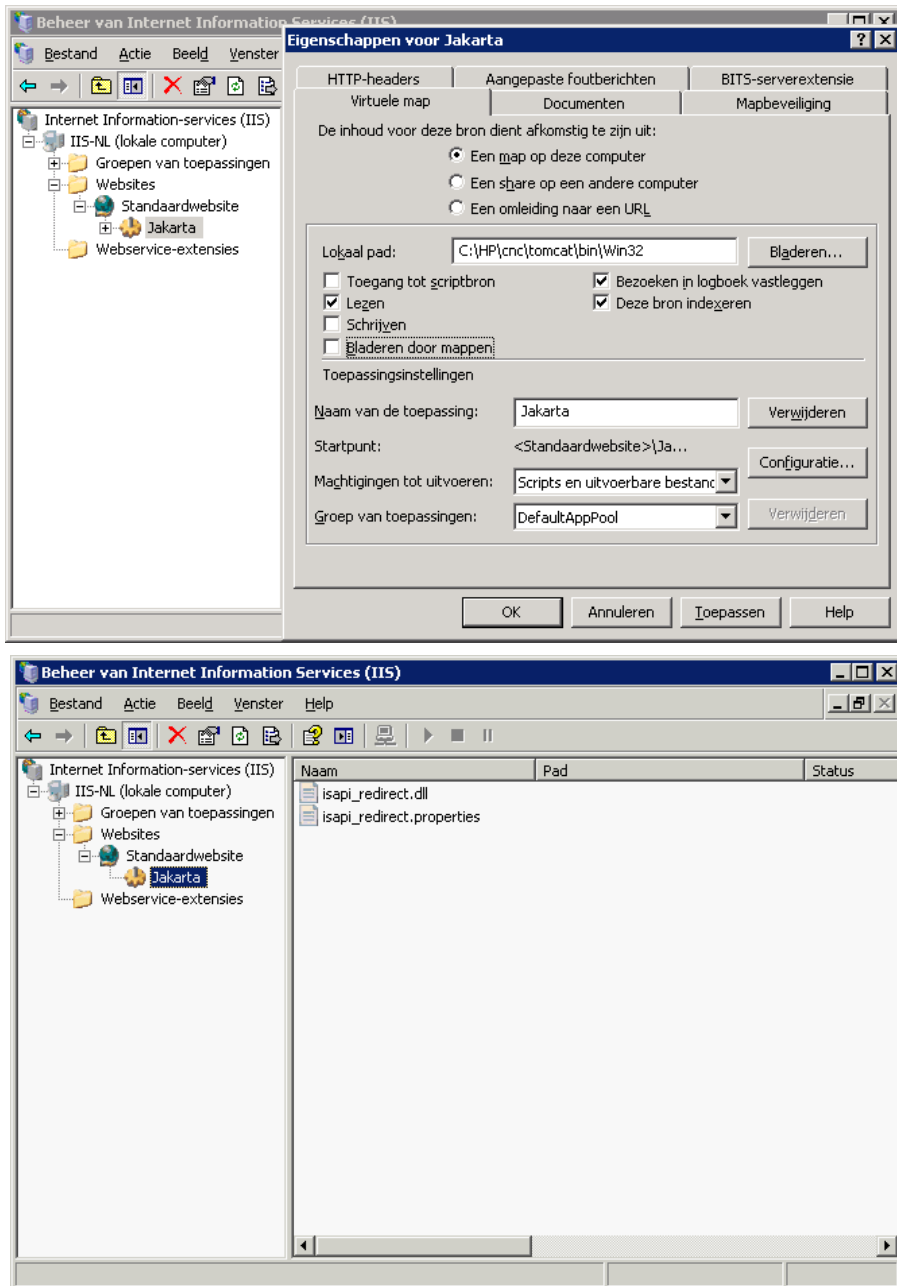 Beheer van Internet Information Services (IIS)
Bestand Actie Beeld Venster
Internet Information-services (IIS)
IIS-NL (lokale computer)
Groepen van toepassingen
Websites
Standaardwebsite
Jakarta
Webservice-extensies
Eigenschappen voor Jakarta
HTTP-headers Aangepaste foutberichten BITS-serverextensie
Virtuele map Documenten Mapbeveiliging
De inhoud voor deze bron dient afkomstig te zijn uit:
Een map op deze computer
Een share op een andere computer
Een omleiding naar een URL
Lokaal pad: C:\HP\cnc\tomcat\bin\Win32 Bladeren...
Toegang tot scriptbron Bezoeken in logboek vastleggen
Lezen Deze bron indexeren
Schrijven
Bladeren door mappen
Toepassingsinstellingen
Naam van de toepassing: Jakarta Verwijderen
Startpunt: <Standaardwebsite>\Ja...
Configuratie...
Machtigingen tot uitvoeren: Scripts en uitvoerbare bestanc
Groep van toepassingen: DefaultAppPool Verwijderen
OK Annuleren Toepassen Help
Beheer van Internet Information Services (IIS)
Bestand Actie Beeld Venster Help
Internet Information-services (IIS)
IIS-NL (lokale computer)
Groepen van toepassingen
Websites
Standaardwebsite
Jakarta
Webservice-extensies
Naam Pad Status
isapi_redirect.dll
isapi_redirect.properties